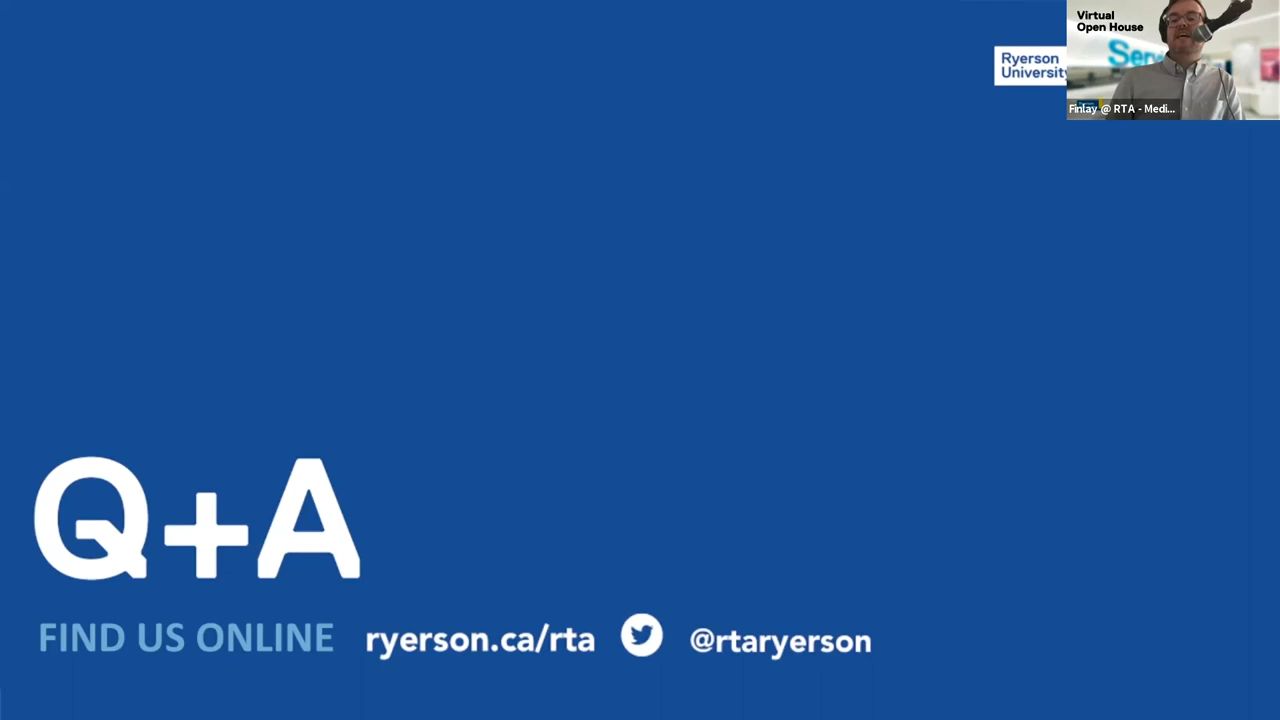 Virtual
Open House
Ryerson
University
Finlay @ RTA - Medi...
Q+A
FIND US ONLINE
ryerson.ca/rta
@rtaryerson